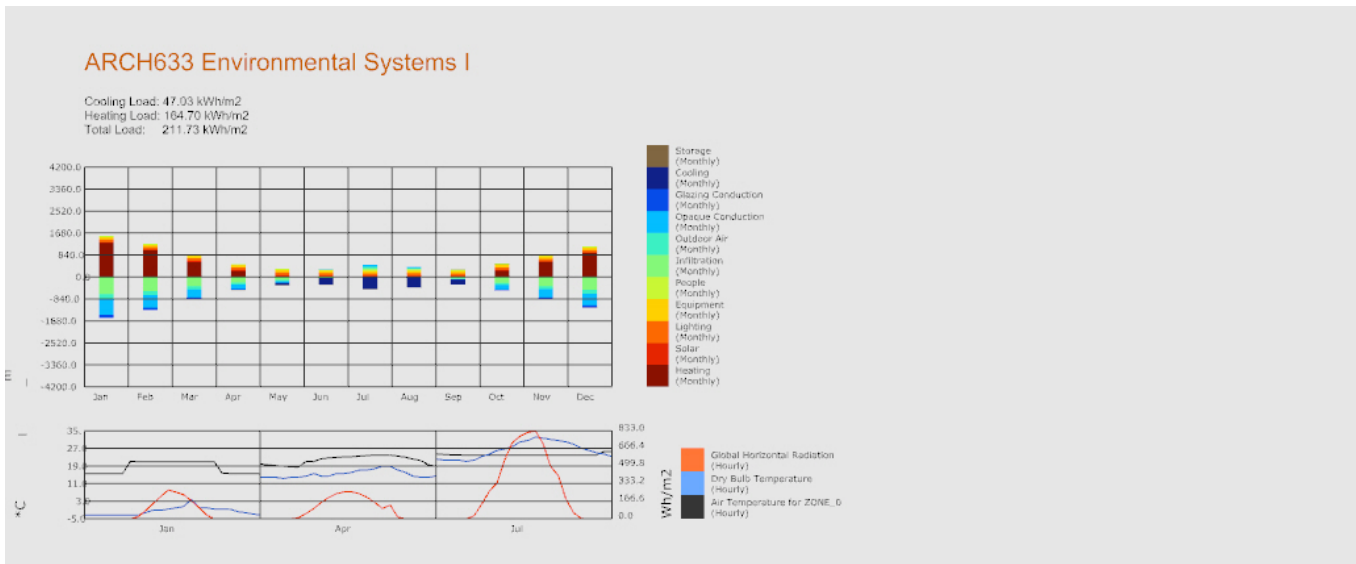 ARCH633 Environmental Systems I
Cooling Load: 47.03 kWh/m2
Heating Load: 164.70 kWh/m2
Total Load: 211.73 kWh/m2
4200.0
3360.0
2520.0
1680.0
840.0
0.0
-840.0
-1680.0
-2520.0
-3360.0
-4200.0
Jan Feb Mar Apr May Jun Jul Aug Sep Oct Nov Dec
Storage
(Monthly)
Cooling
(Monthly)
Glazing Conduction
(Monthly)
Opaque Conduction
(Monthly)
Outdoor Air
(Monthly)
Infiltration
(Monthly)
People
(Monthly)
Equipment
(Monthly)
Lighting
(Monthly)
Solar
(Monthly)
Heating
(Monthly)
*C
35.
27.0
19.0
11.0
3.0
-5.0
Jan Apr Jul
833.0
666.4
499.8
333.2
166.6
0.0
Wh/m2
Global Horizontal Radiation
(Hourly)
Dry Bulb Temperature
(Hourly)
Air Temperature for ZONE_0
(Hourly)